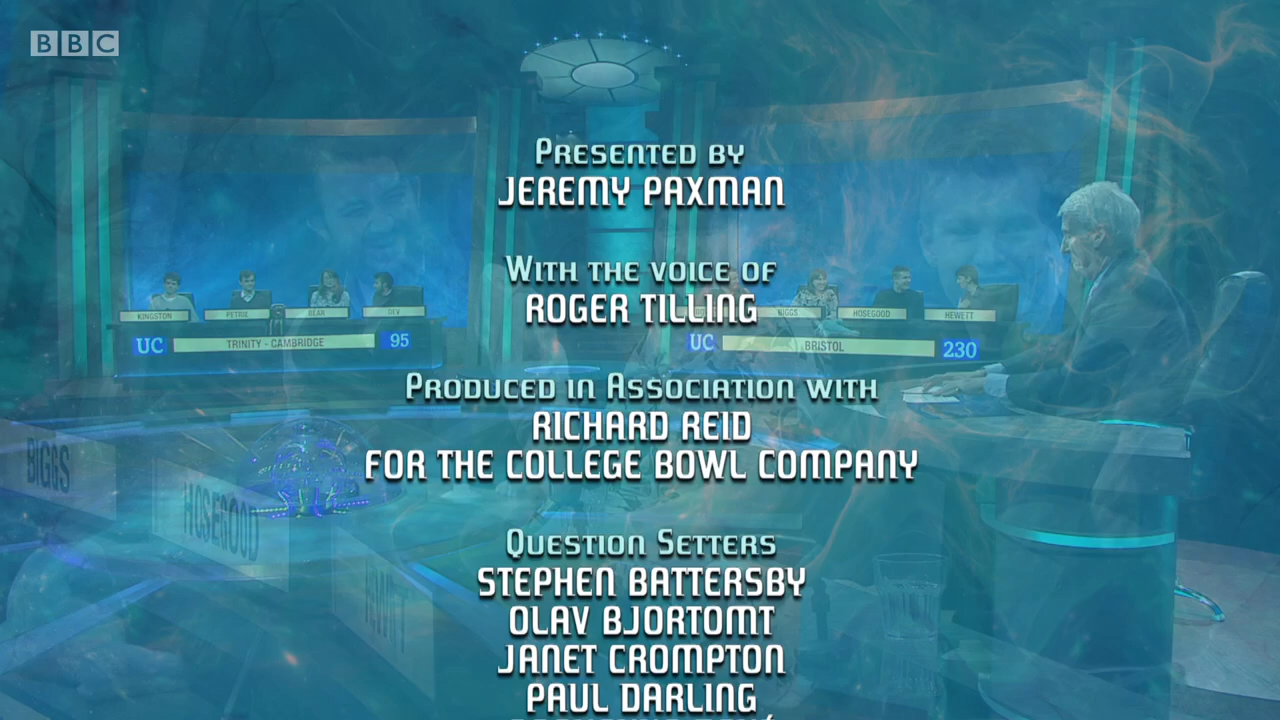 BBC
PRESENTED BY
JEREMY PAXMAN
WITH THE VOICE OF
ROGER TILLING
PRODUCED IN ASSOCIATION WITH
RICHARD REID
FOR THE COLLEGE BOWL COMPANY
QUESTION SETTERS
STEPHEN BATTERSBY
OLAV BJORTOMT
JANET CROMPTON
PAUL DARLING
KINGSTON PETRIE DEV
UC TRINITY - CAMBRIDGE 95
BIGGS HOSEGOOD HEWETT
UC BRISTOL 230
BIGGS
HOSEGOOD